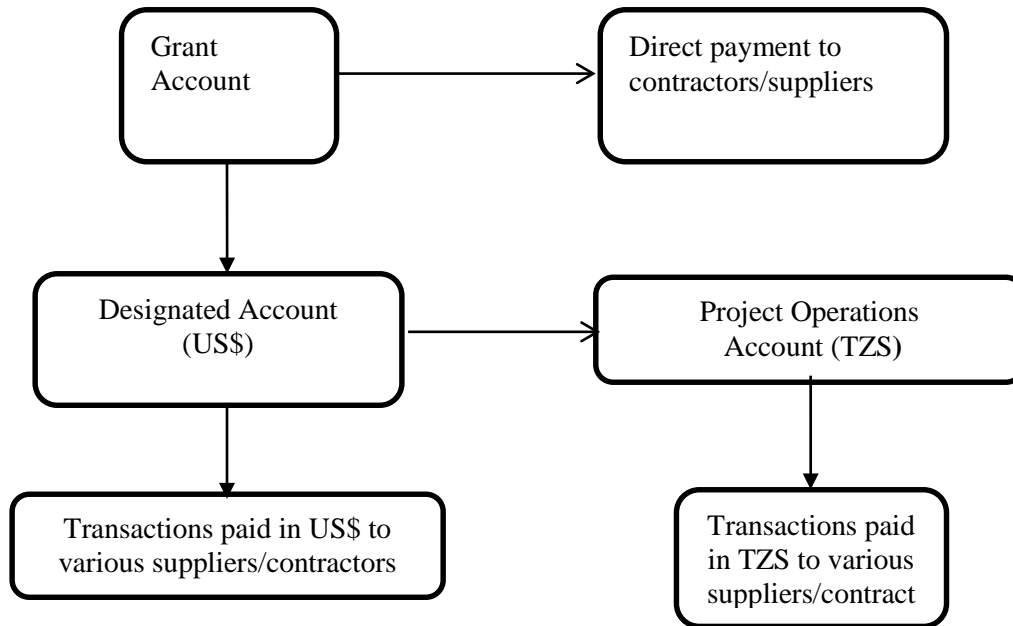 Grant
Account
Direct payment to
contractors/suppliers
Designated Account
(US$)
Project Operations
Account (TZS)
Transactions paid in US$ to
various suppliers/contractors
Transactions paid
in TZS to various
suppliers/contract